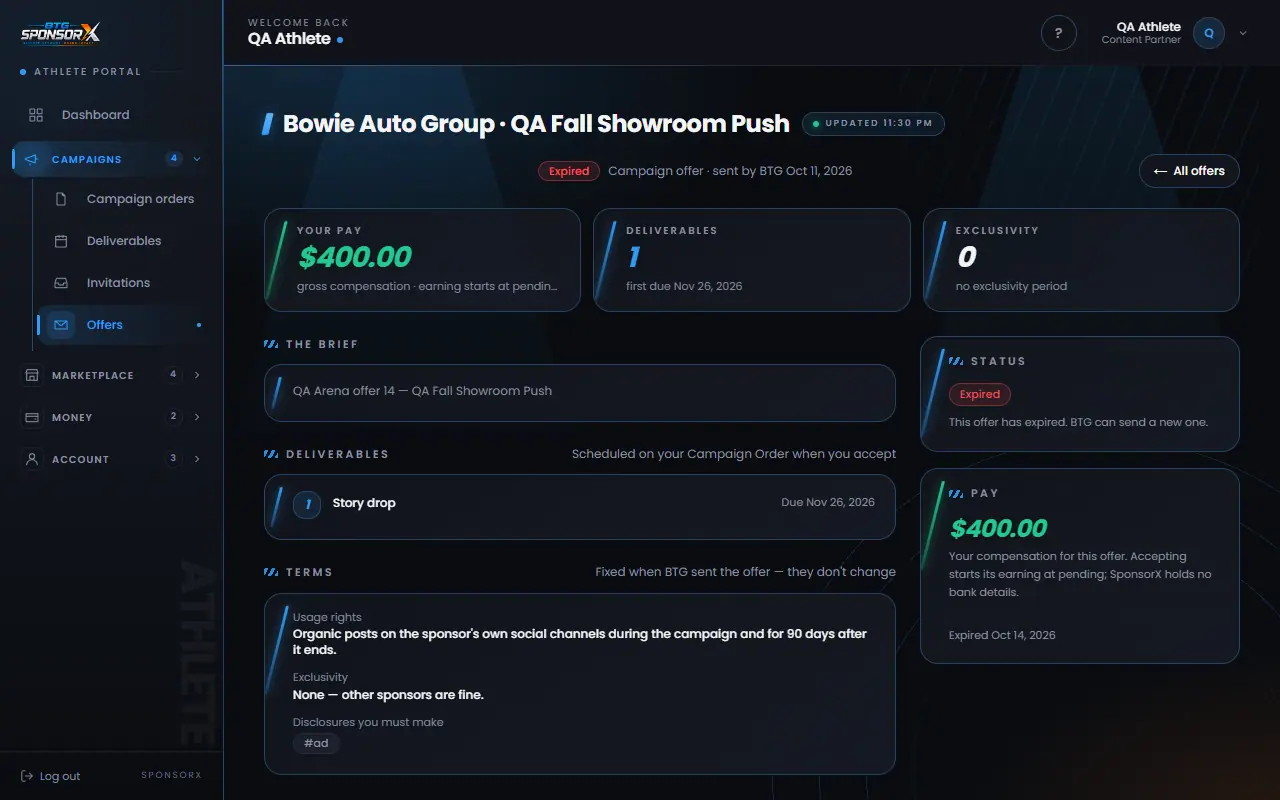 BTG
SPONSORX
ATHLETE PORTAL
Dashboard
CAMPAIGNS 4
Campaign orders
Deliverables
Invitations
Offers
MARKETPLACE 4
MONEY 2
ACCOUNT 3
ATHLETE
Log out SPONSORX
WELCOME BACK
QA Athlete
?
QA Athlete
Content Partner
Q
Bowie Auto Group · QA Fall Showroom Push UPDATED 11:30 PM
Expired Campaign offer · sent by BTG Oct 11, 2026
← All offers
YOUR PAY
$400.00
gross compensation · earning starts at pendin…
DELIVERABLES
1
first due Nov 26, 2026
EXCLUSIVITY
0
no exclusivity period
THE BRIEF
QA Arena offer 14 — QA Fall Showroom Push
DELIVERABLES Scheduled on your Campaign Order when you accept
1 Story drop Due Nov 26, 2026
TERMS Fixed when BTG sent the offer — they don't change
Usage rights
Organic posts on the sponsor's own social channels during the campaign and for 90 days after
it ends.
Exclusivity
None — other sponsors are fine.
Disclosures you must make
#ad
STATUS
Expired
This offer has expired. BTG can send a new one.
PAY
$400.00
Your compensation for this offer. Accepting
starts its earning at pending; SponsorX holds no
bank details.
Expired Oct 14, 2026